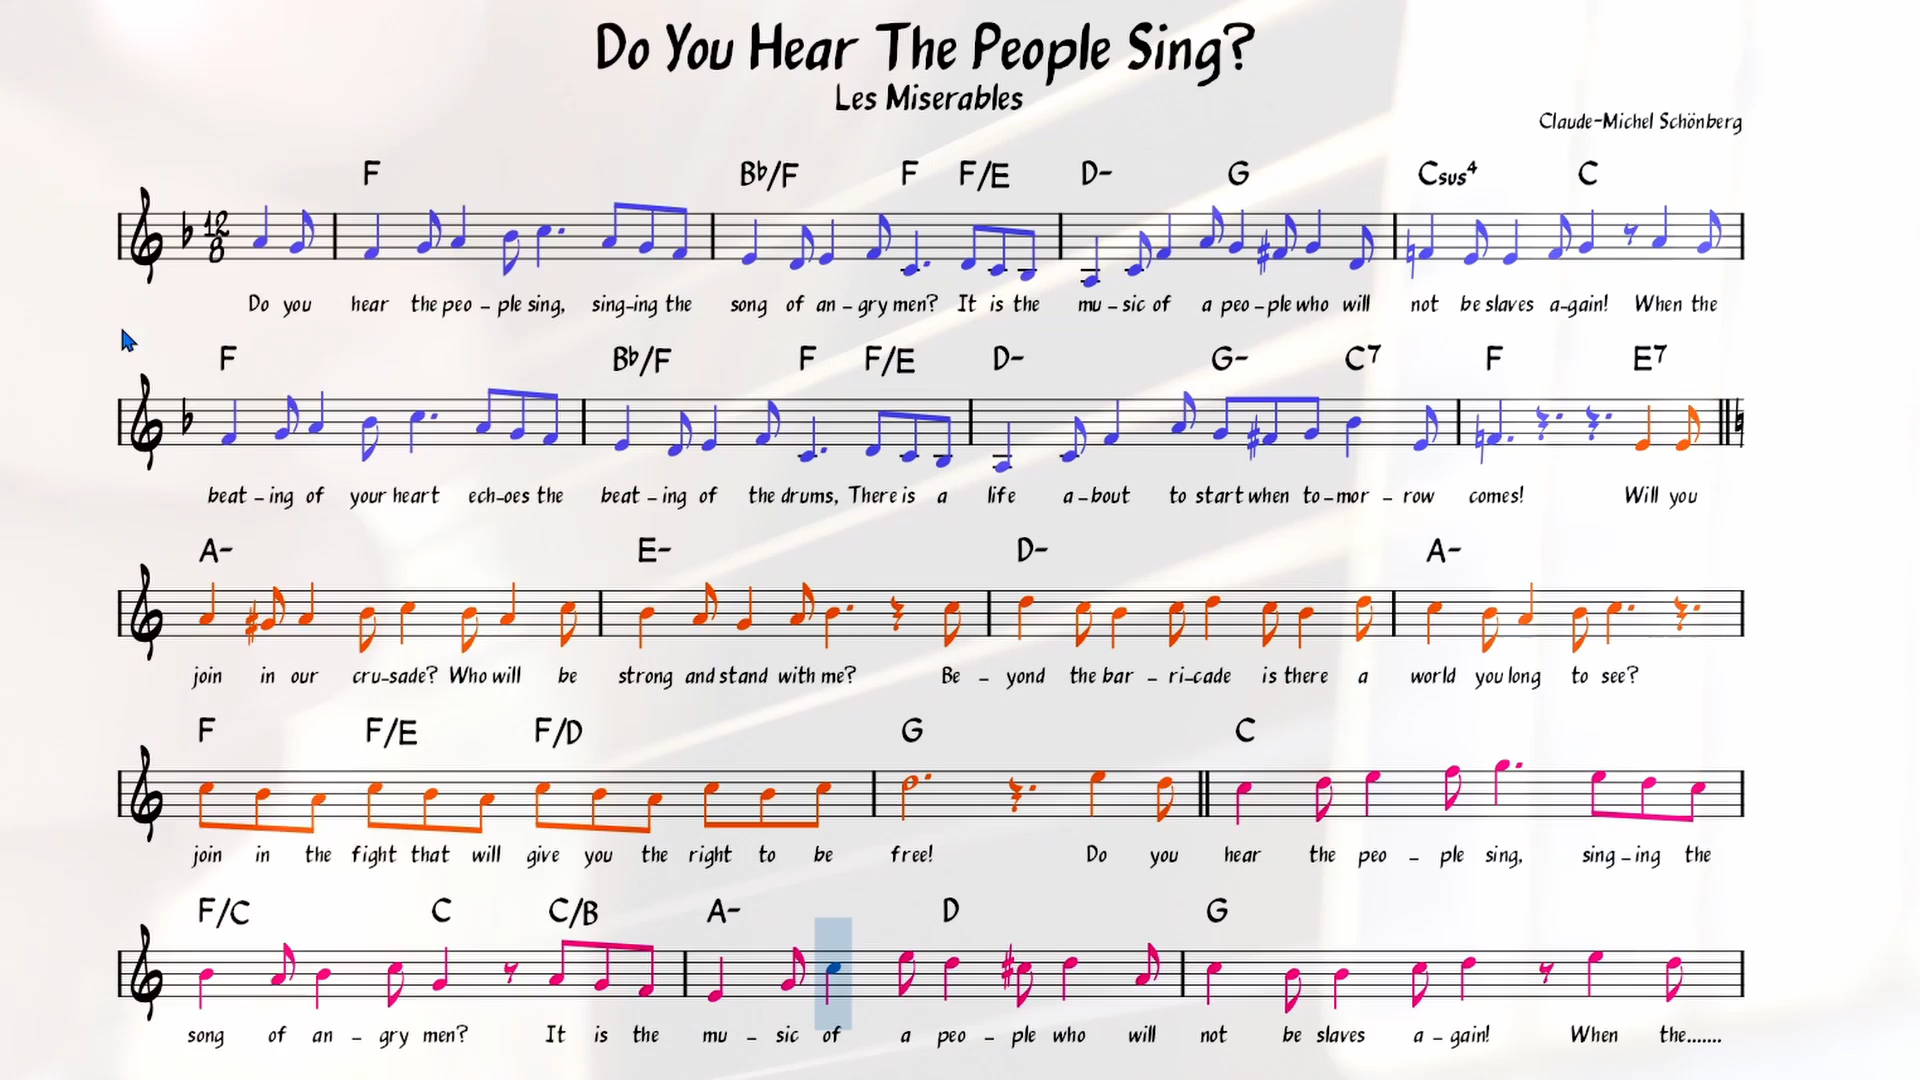 Do You Hear The People Sing?
Les Miserables
Claude-Michel Schönberg
F B♭/F F F/E D- G Csus4 C
12
8
Do you hear the peo - ple sing, sing-ing the song of an - gry men? It is the mu - sic of a peo - ple who will not be slaves a-gain! When the
F B♭/F F F/E D- G- C7 F E7
beat - ing of your heart ech-oes the beat - ing of the drums, There is a life a - bout to start when to-mor - row comes! Will you
A- E- D- A-
join in our cru-sade? Who will be strong and stand with me? Be - yond the bar - ri-cade is there a world you long to see?
F F/E F/D G C
join in the fight that will give you the right to be free! Do you hear the peo - ple sing, sing - ing the
F/C C C/B A- D G
song of an - gry men? It is the mu - sic of a peo - ple who will not be slaves a - gain! When the.......